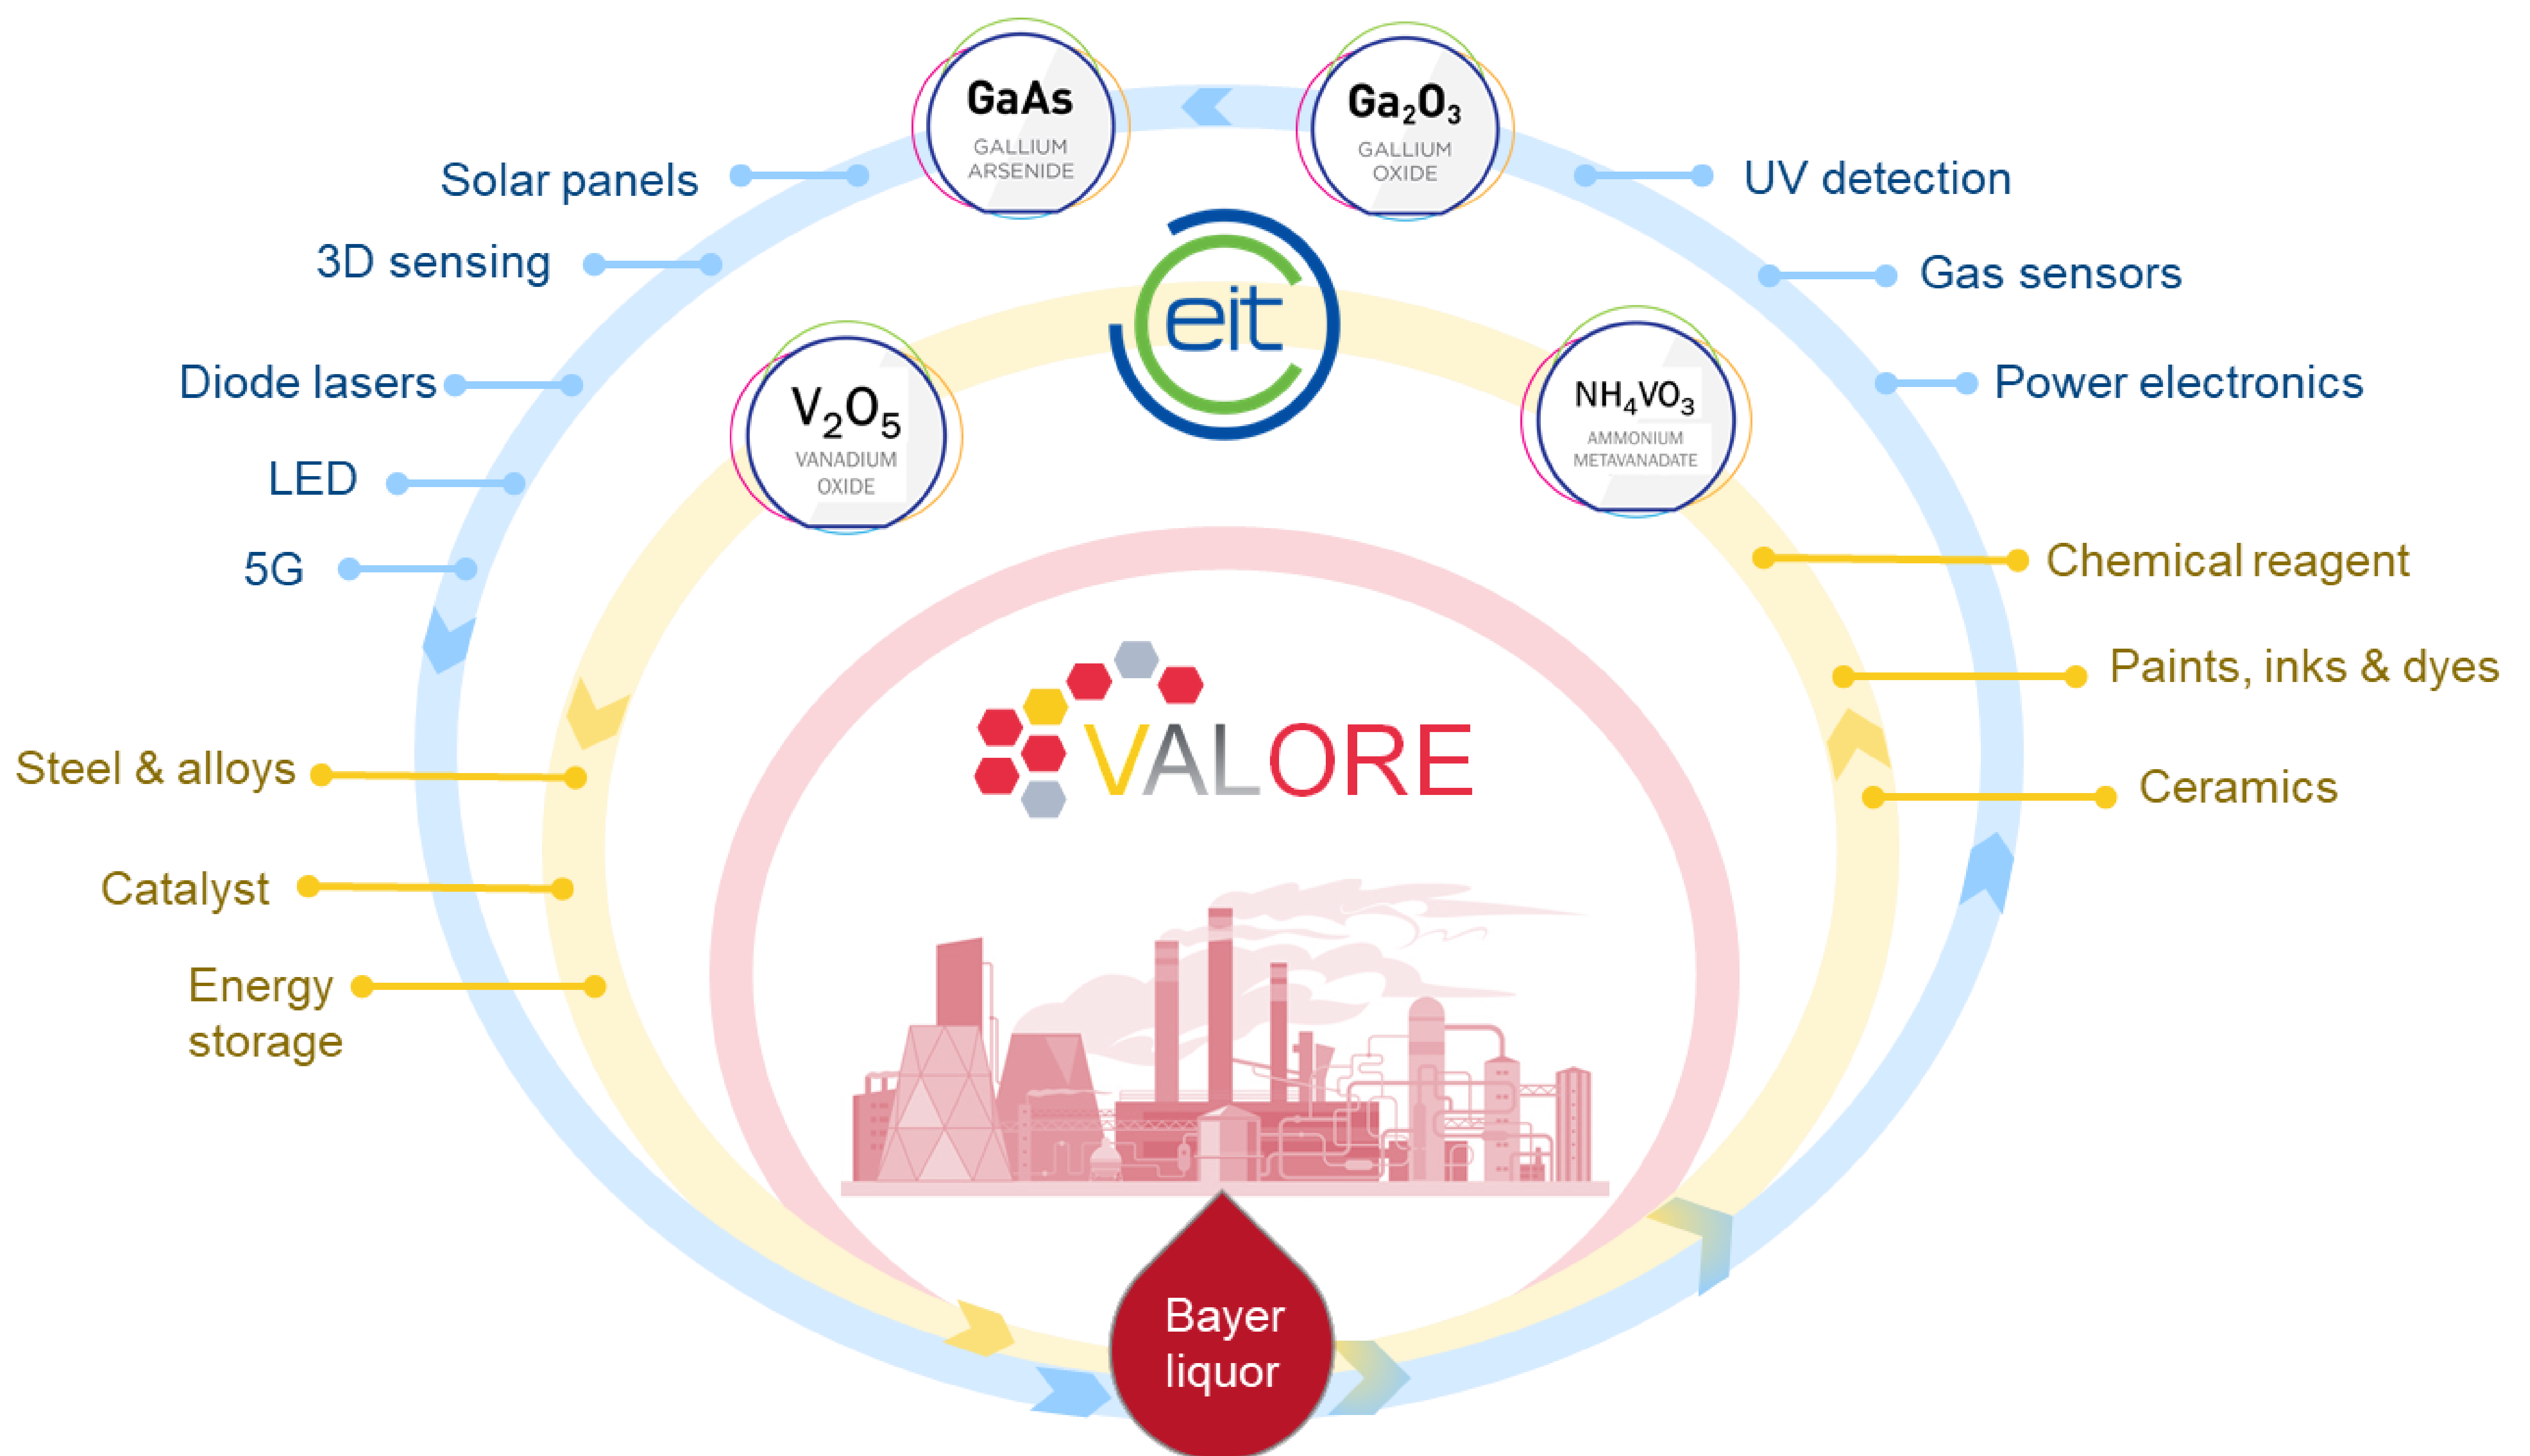 GaAs
GALLIUM
ARSENIDE
Ga₂O₃
GALLIUM
OXIDE
Solar panels
UV detection
3D sensing
Gas sensors
eit
Diode lasers
Power electronics
V₂O₅
VANADIUM
OXIDE
NH₄VO₃
AMMONIUM
METAVANADATE
LED
5G
Chemical reagent
Paints, inks & dyes
VALORE
Steel & alloys
Ceramics
Catalyst
Energy
storage
Bayer
liquor